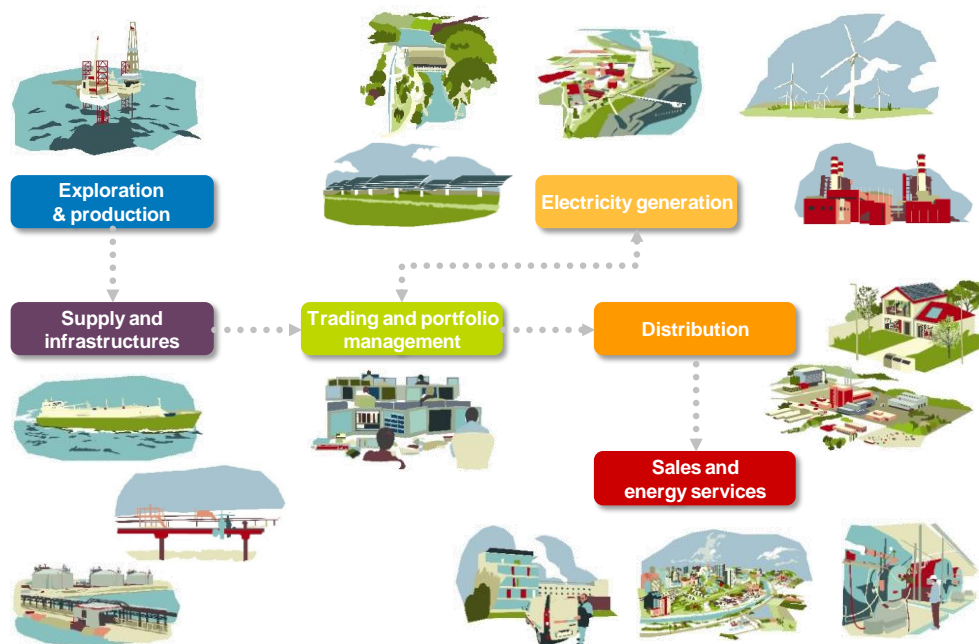 Exploration
& production
Electricity generation
Supply and
infrastructures
Trading and portfolio
management
Distribution
Sales and
energy services